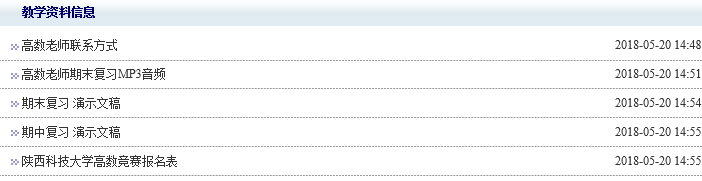 教学资料信息
高数老师联系方式 2018-05-20 14:48
高数老师期末复习MP3音频 2018-05-20 14:51
期末复习 演示文稿 2018-05-20 14:54
期中复习 演示文稿 2018-05-20 14:55
陕西科技大学高数竞赛报名表 2018-05-20 14:55